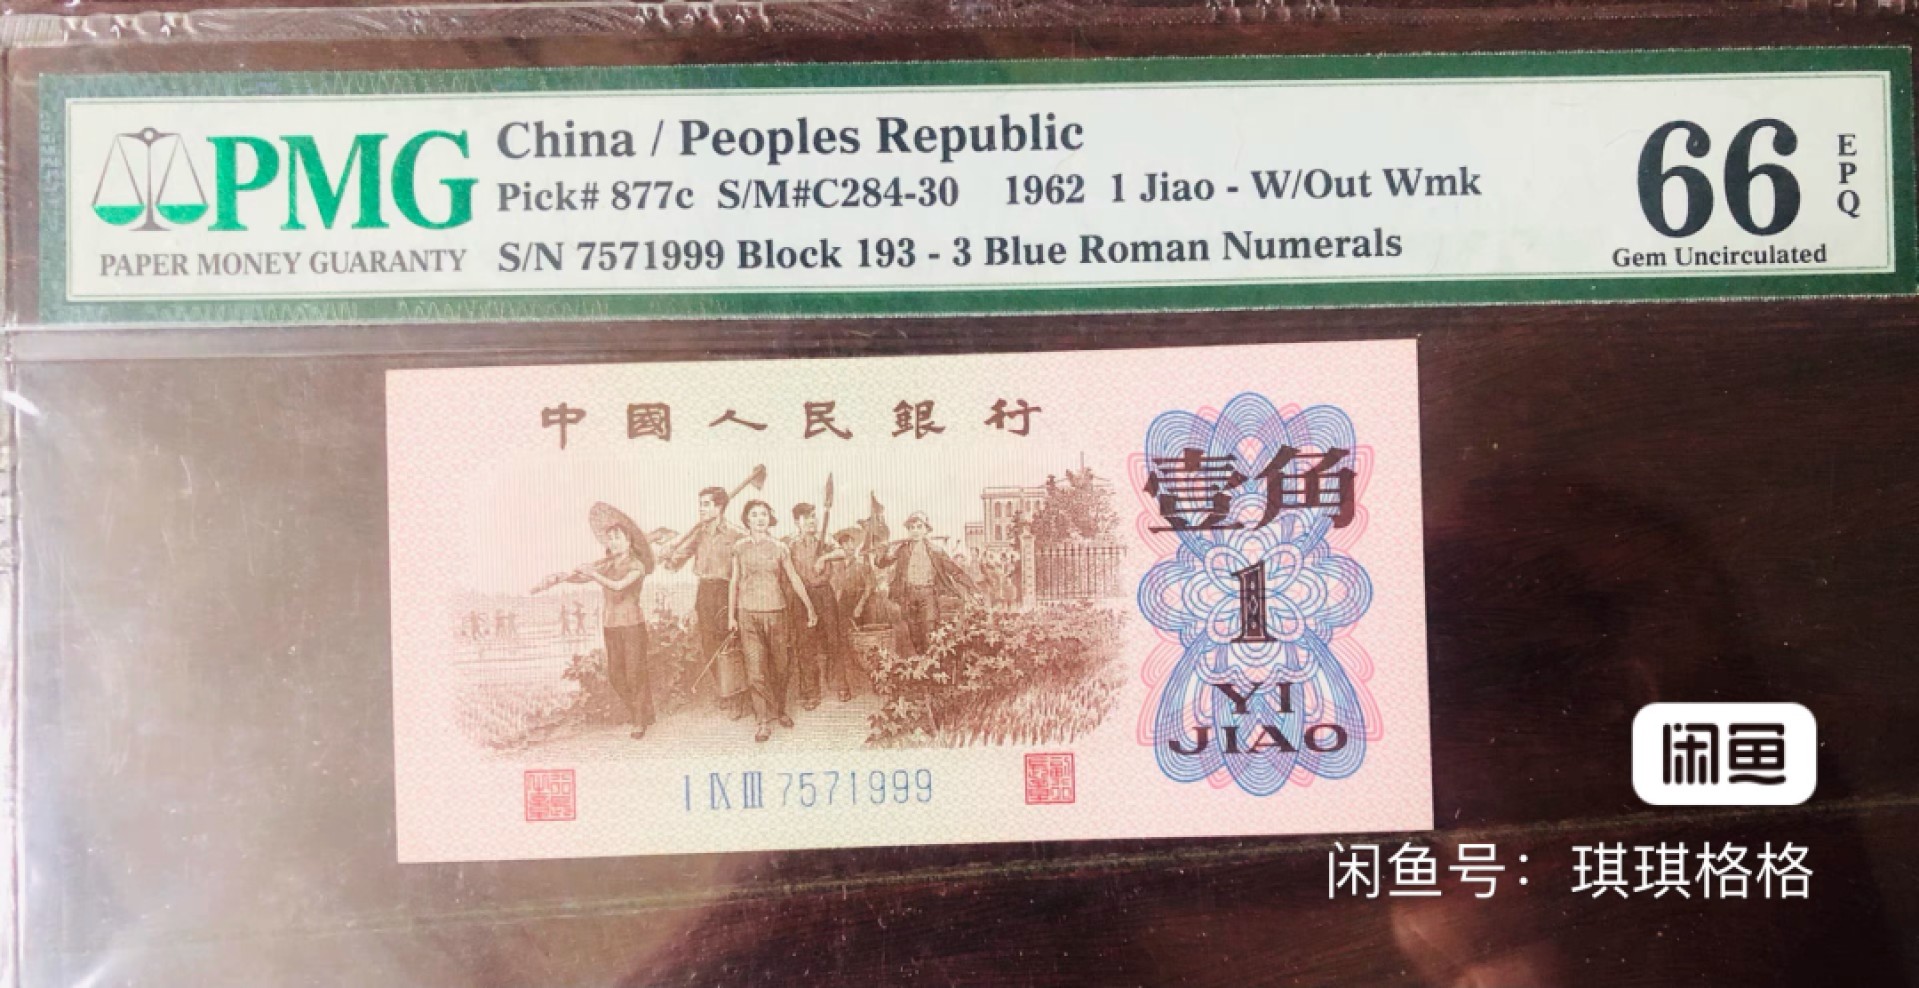 PMG
PAPER MONEY GUARANTY
China / Peoples Republic
Pick# 877c S/M#C284-30 1962 1 Jiao - W/Out Wmk
S/N 7571999 Block 193 - 3 Blue Roman Numerals
66
EPQ
Gem Uncirculated
中國人民銀行
壹角
1
YI
JIAO
I IX III 7571999
闲鱼
闲鱼号：琪琪格格